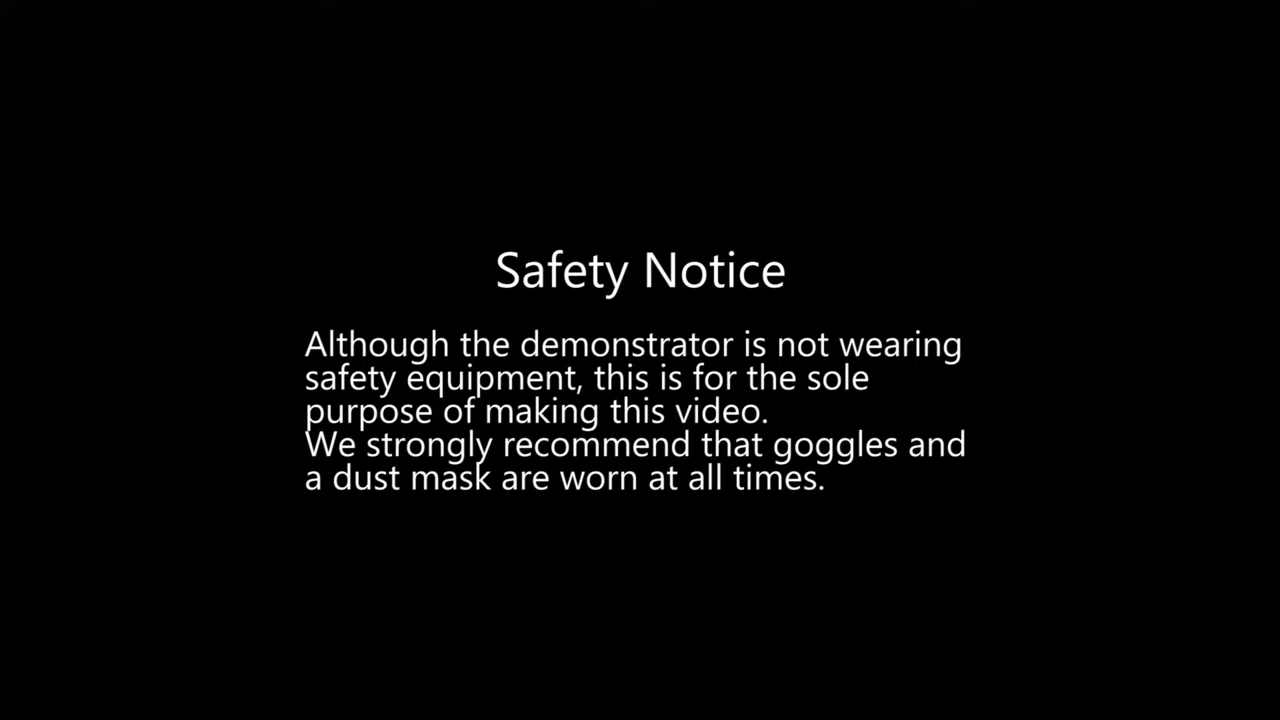 Safety Notice
Although the demonstrator is not wearing
safety equipment, this is for the sole
purpose of making this video.
We strongly recommend that goggles and
a dust mask are worn at all times.